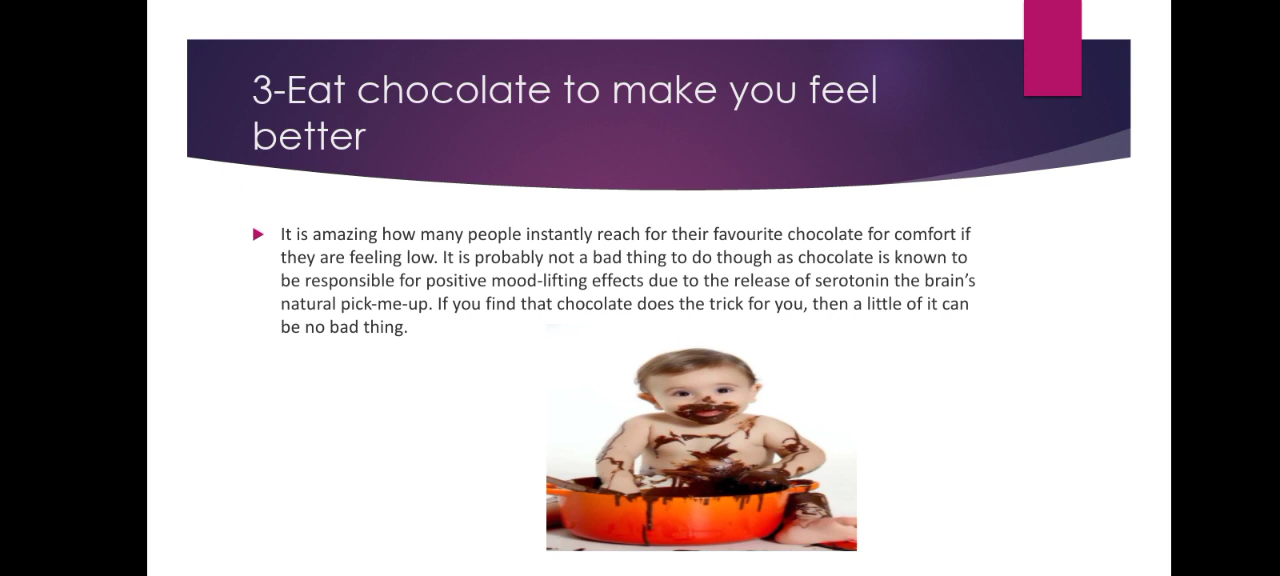 3-Eat chocolate to make you feel
better
It is amazing how many people instantly reach for their favourite chocolate for comfort if
they are feeling low. It is probably not a bad thing to do though as chocolate is known to
be responsible for positive mood-lifting effects due to the release of serotonin the brain’s
natural pick-me-up. If you find that chocolate does the trick for you, then a little of it can
be no bad thing.